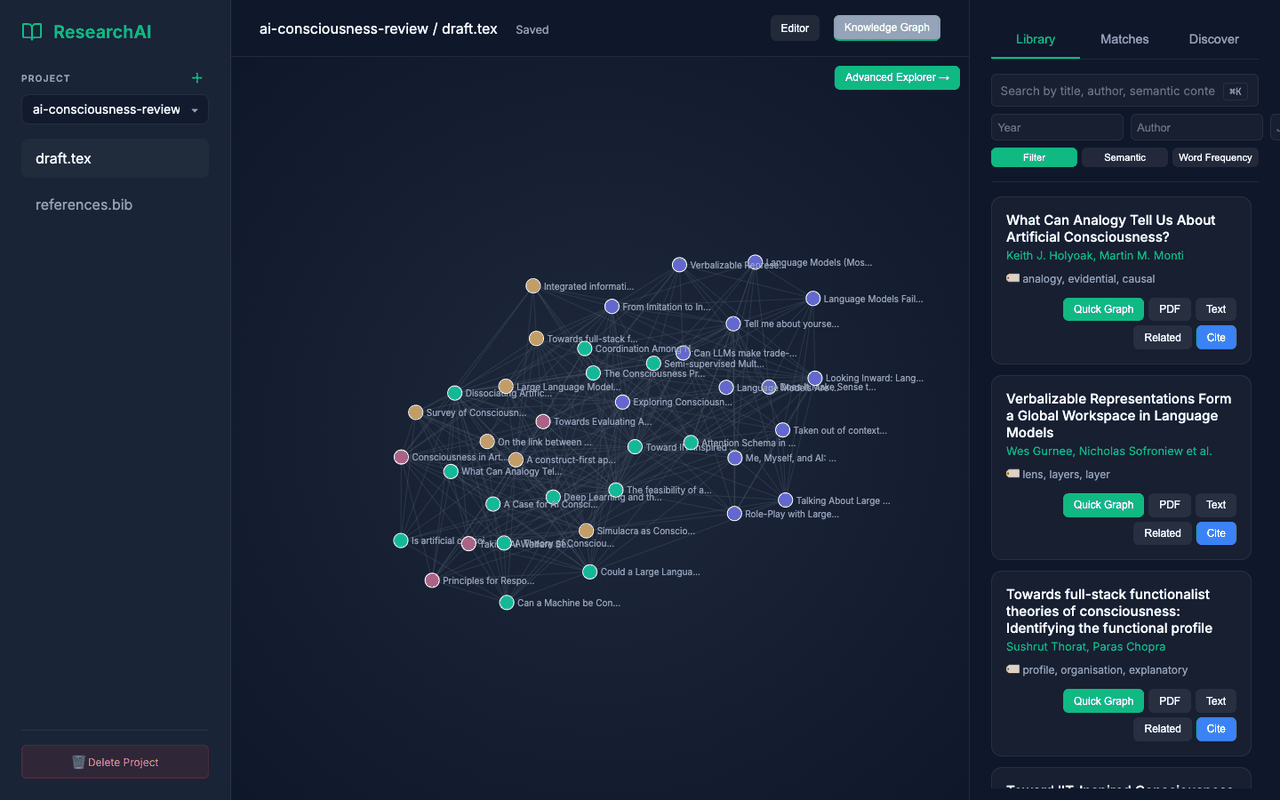 ResearchAI
PROJECT
+
ai-consciousness-review
draft.tex
references.bib
Delete Project
ai-consciousness-review / draft.tex
Saved
Editor
Knowledge Graph
Advanced Explorer →
Language Models (Mos...
Integrated informati...
From Imitation to In...
Language Models Fail...
Tell me about yourse...
Towards full-stack f...
Coordination Among
Can LLMs make trade-...
Semi-supervised Mult...
The Consciousness Pr...
Looking Inward: Lang...
Large Language Model...
Language Models
Dissociating Artific...
Exploring Consciousn...
Survey of Consciousn...
Towards Evaluating A...
Taken out of context...
On the link between ...
Attention Schema in ...
Consciousness in Art...
A construct-first ap...
Me, Myself, and AI: ...
What Can Analogy Tel...
The feasibility of a...
Deep Learning and th...
A Case for AI Consci...
Talking About Large ...
Role-Play with Large...
Simulacra as Conscio...
Is artificial
Could a Large Langua...
Principles for Respo...
Can a Machine be Con...
Library
Matches
Discover
Search by title, author, semantic conte
⌘K
Year
Author
Filter
Semantic
Word Frequency
What Can Analogy Tell Us About
Artificial Consciousness?
Keith J. Holyoak, Martin M. Monti
analogy, evidential, causal
Quick Graph
PDF
Text
Related
Cite
Verbalizable Representations Form
a Global Workspace in Language
Models
Wes Gurnee, Nicholas Sofroniew et al.
lens, layers, layer
Quick Graph
PDF
Text
Related
Cite
Towards full-stack functionalist
theories of consciousness:
Identifying the functional profile
Sushrut Thorat, Paras Chopra
profile, organisation, explanatory
Quick Graph
PDF
Text
Related
Cite
Toward IIT-Inspired Consciousness